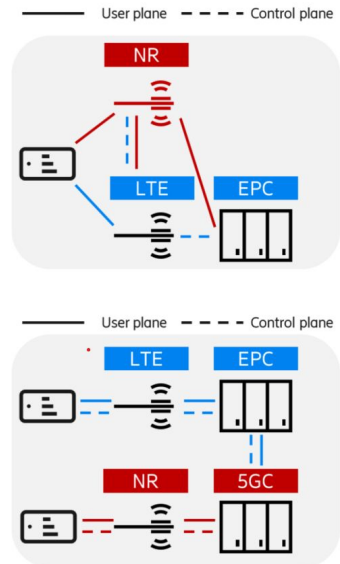 User plane Control plane
NR
LTE EPC
User plane Control plane
LTE EPC
NR 5GC